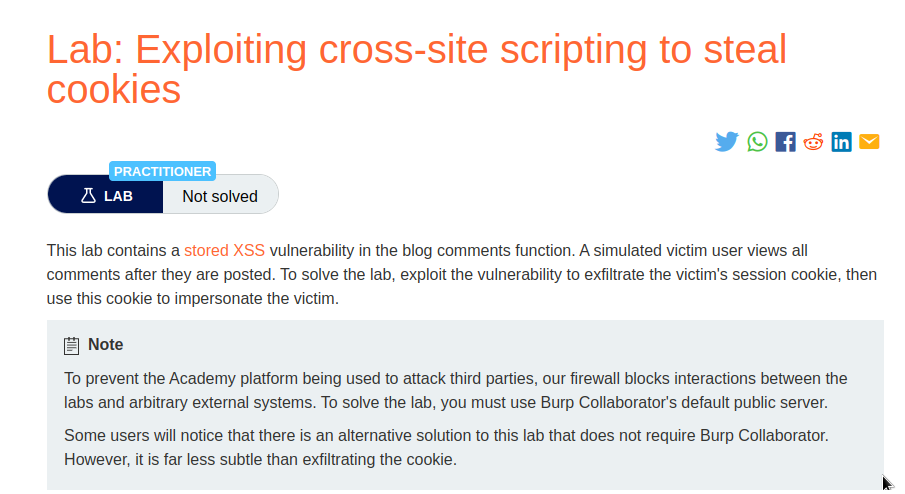 Lab: Exploiting cross-site scripting to steal
cookies
PRACTITIONER
LAB
Not solved
This lab contains a stored XSS vulnerability in the blog comments function. A simulated victim user views all
comments after they are posted. To solve the lab, exploit the vulnerability to exfiltrate the victim's session cookie, then
use this cookie to impersonate the victim.
Note
To prevent the Academy platform being used to attack third parties, our firewall blocks interactions between the
labs and arbitrary external systems. To solve the lab, you must use Burp Collaborator's default public server.
Some users will notice that there is an alternative solution to this lab that does not require Burp Collaborator.
However, it is far less subtle than exfiltrating the cookie.